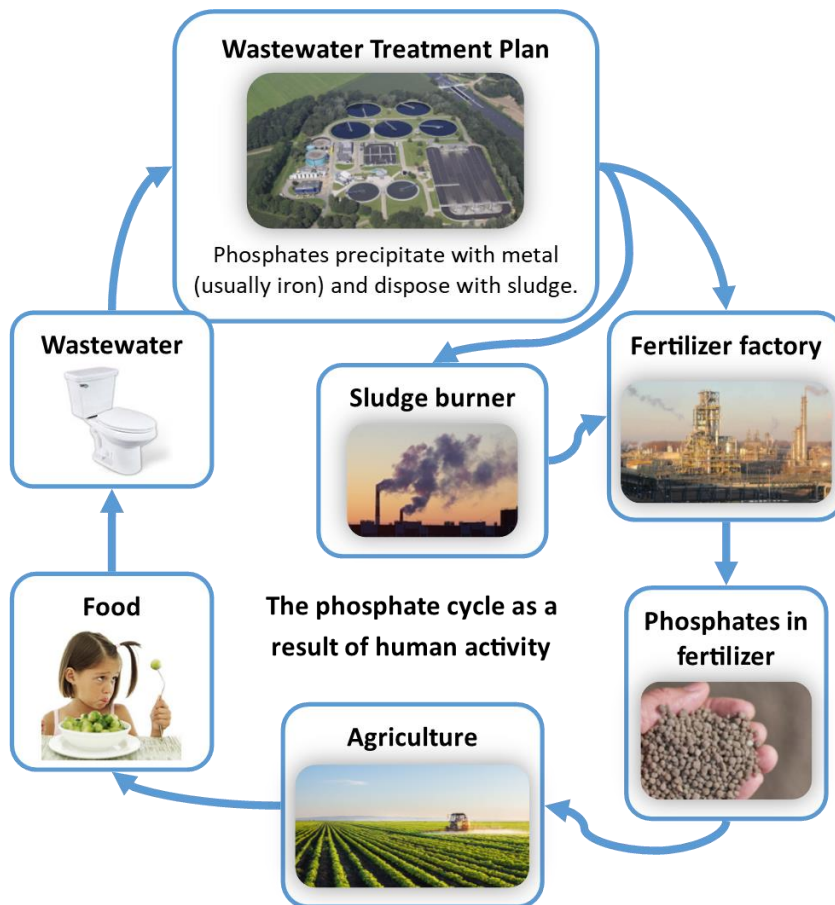 Wastewater Treatment Plan
Phosphates precipitate with metal
(usually iron) and dispose with sludge.
Wastewater
Sludge burner
Fertilizer factory
Food
The phosphate cycle as a
result of human activity
Phosphates in
fertilizer
Agriculture